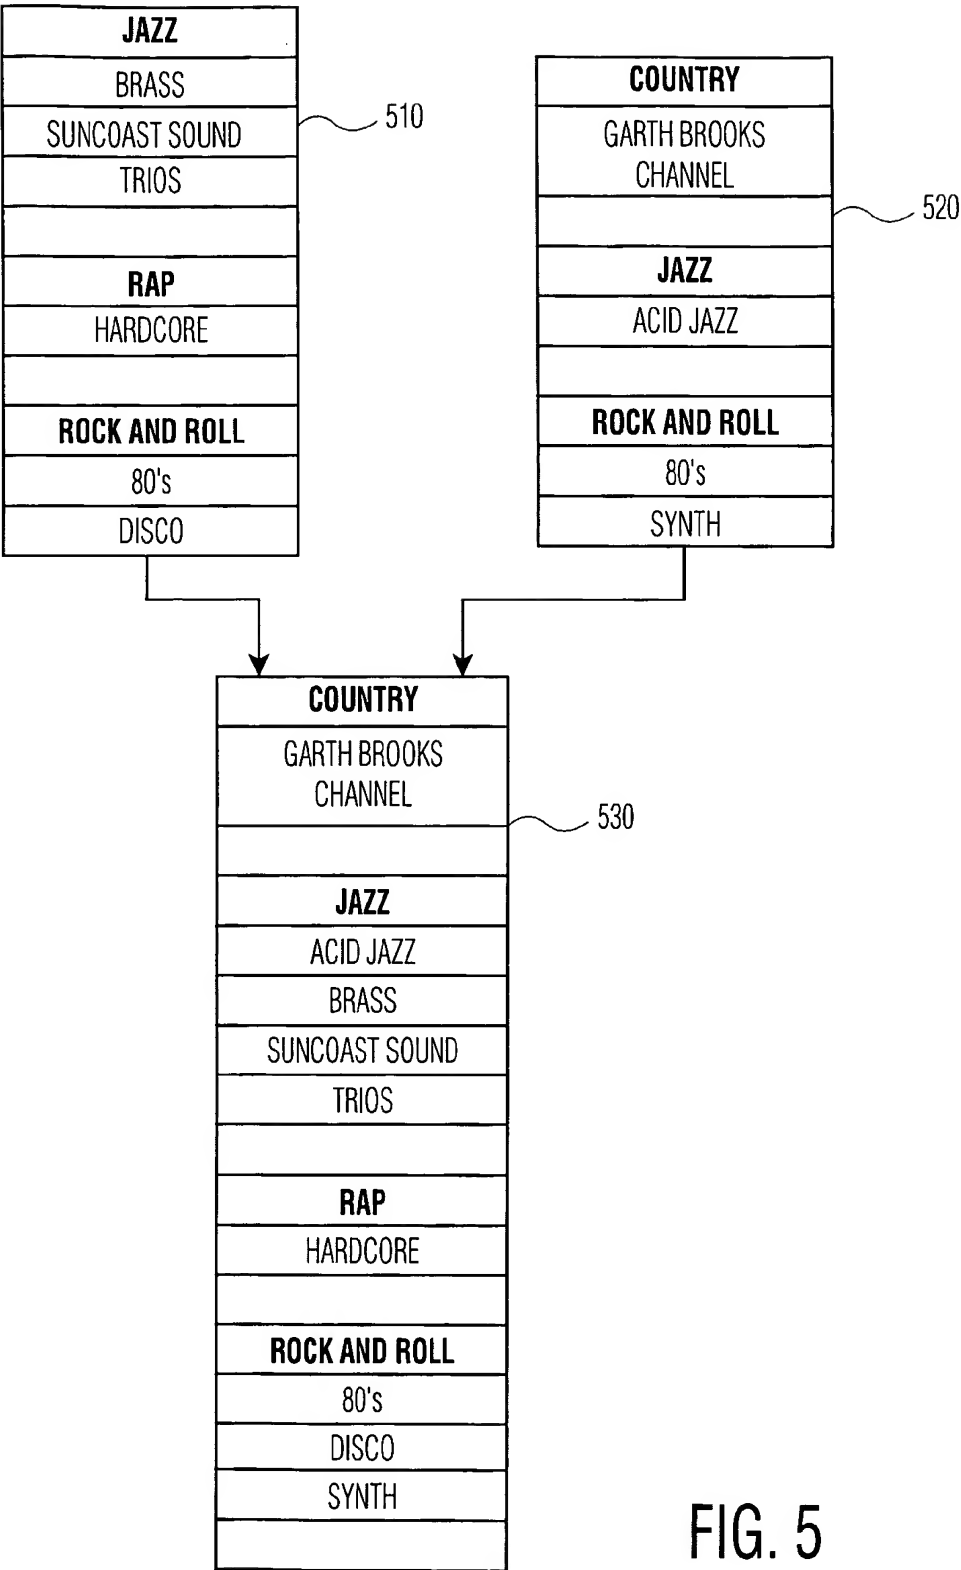 JAZZ
BRASS
SUNCOAST SOUND
TRIOS
RAP
HARDCORE
ROCK AND ROLL
80's
DISCO
510
COUNTRY
GARTH BROOKS
CHANNEL
JAZZ
ACID JAZZ
ROCK AND ROLL
80's
SYNTH
520
COUNTRY
GARTH BROOKS
CHANNEL
JAZZ
ACID JAZZ
BRASS
SUNCOAST SOUND
TRIOS
RAP
HARDCORE
ROCK AND ROLL
80's
DISCO
SYNTH
530
FIG. 5